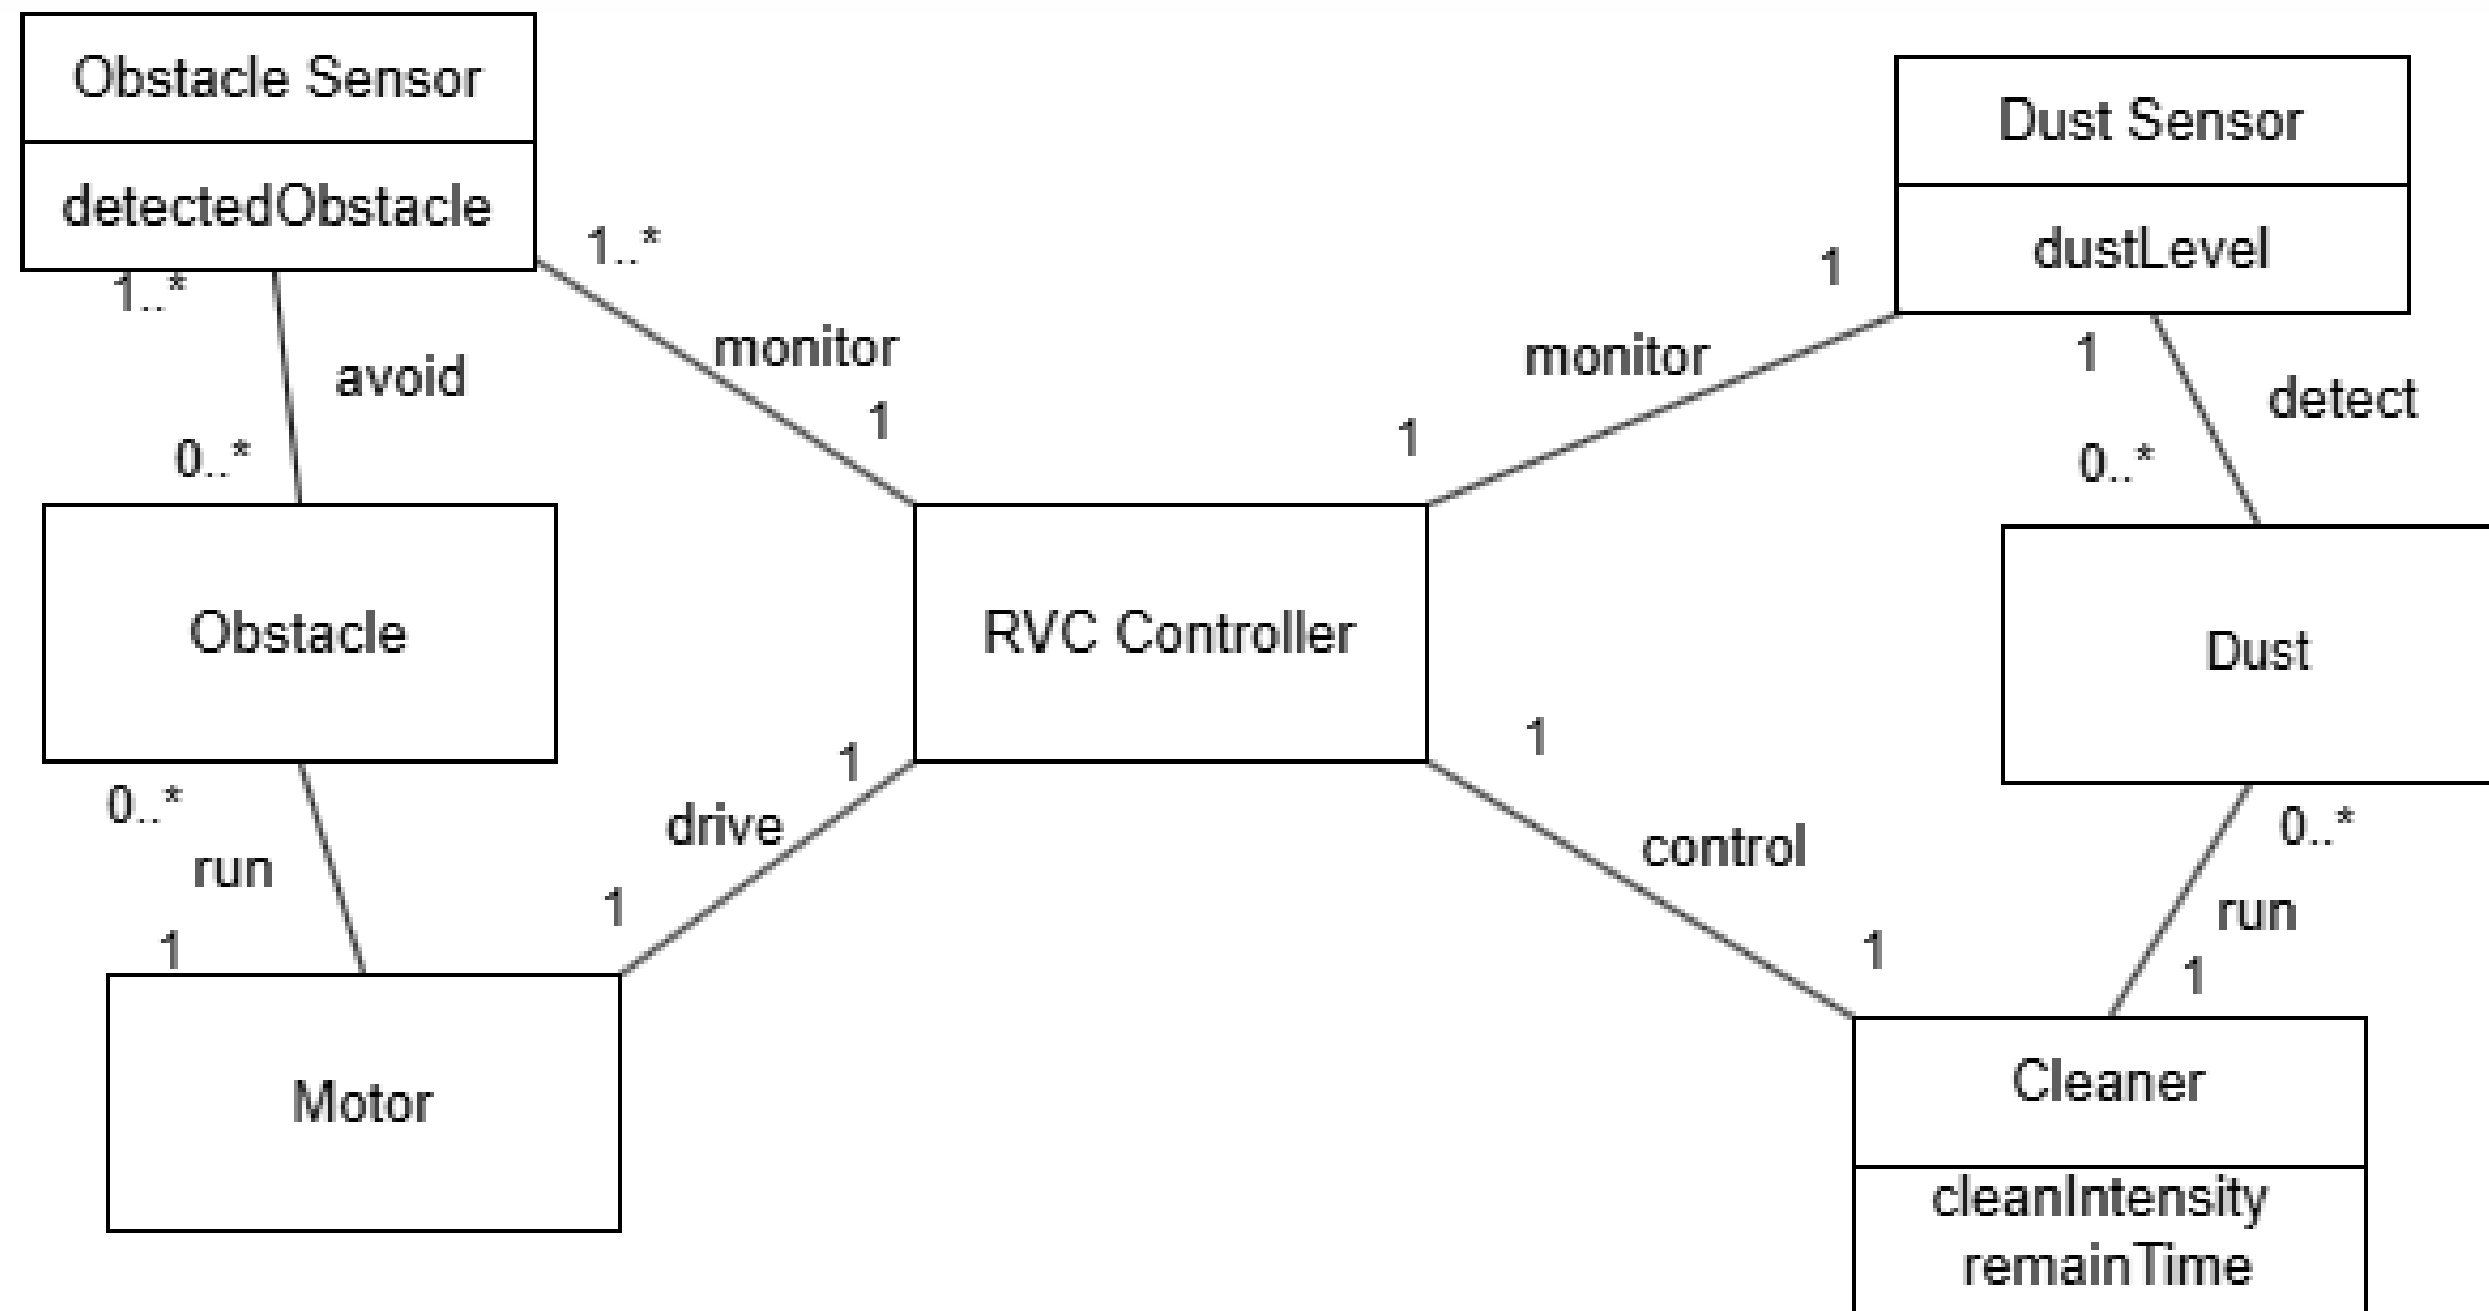 Obstacle Sensor
detectedObstacle
1..*
1..*
monitor
1
avoid
0..*
Dust Sensor
dustLevel
1
monitor
1
1
detect
0..*
Obstacle
RVC Controller
Dust
0..*
run
1
1
drive
1
1
control
1
0..*
run
1
Motor
Cleaner
cleanIntensity
remainTime